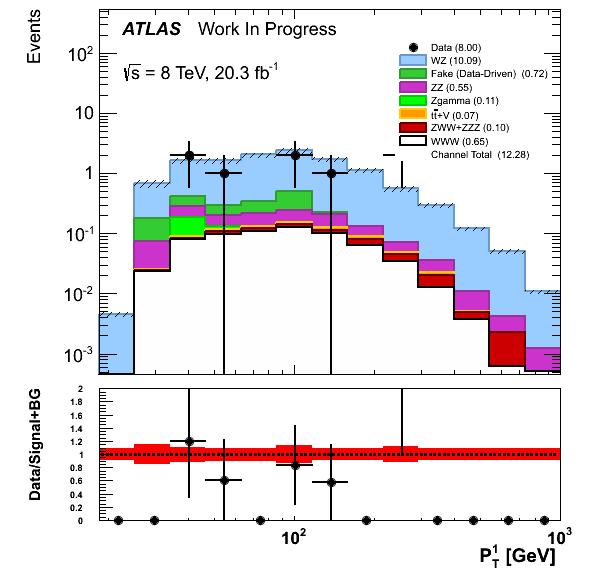 Events
ATLAS Work In Progress
√s = 8 TeV, 20.3 fb⁻¹
Data (8.00)
WZ (10.09)
Fake (Data-Driven) (0.72)
ZZ (0.55)
Zgamma (0.11)
tt̄+V (0.07)
ZWW+ZZZ (0.10)
WWW (0.65)
Channel Total (12.28)
10²
10
1
10⁻¹
10⁻²
10⁻³
Data/Signal+BG
2
1.8
1.6
1.4
1.2
1
0.8
0.6
0.4
0.2
0
10² 10³
P_T^1 [GeV]